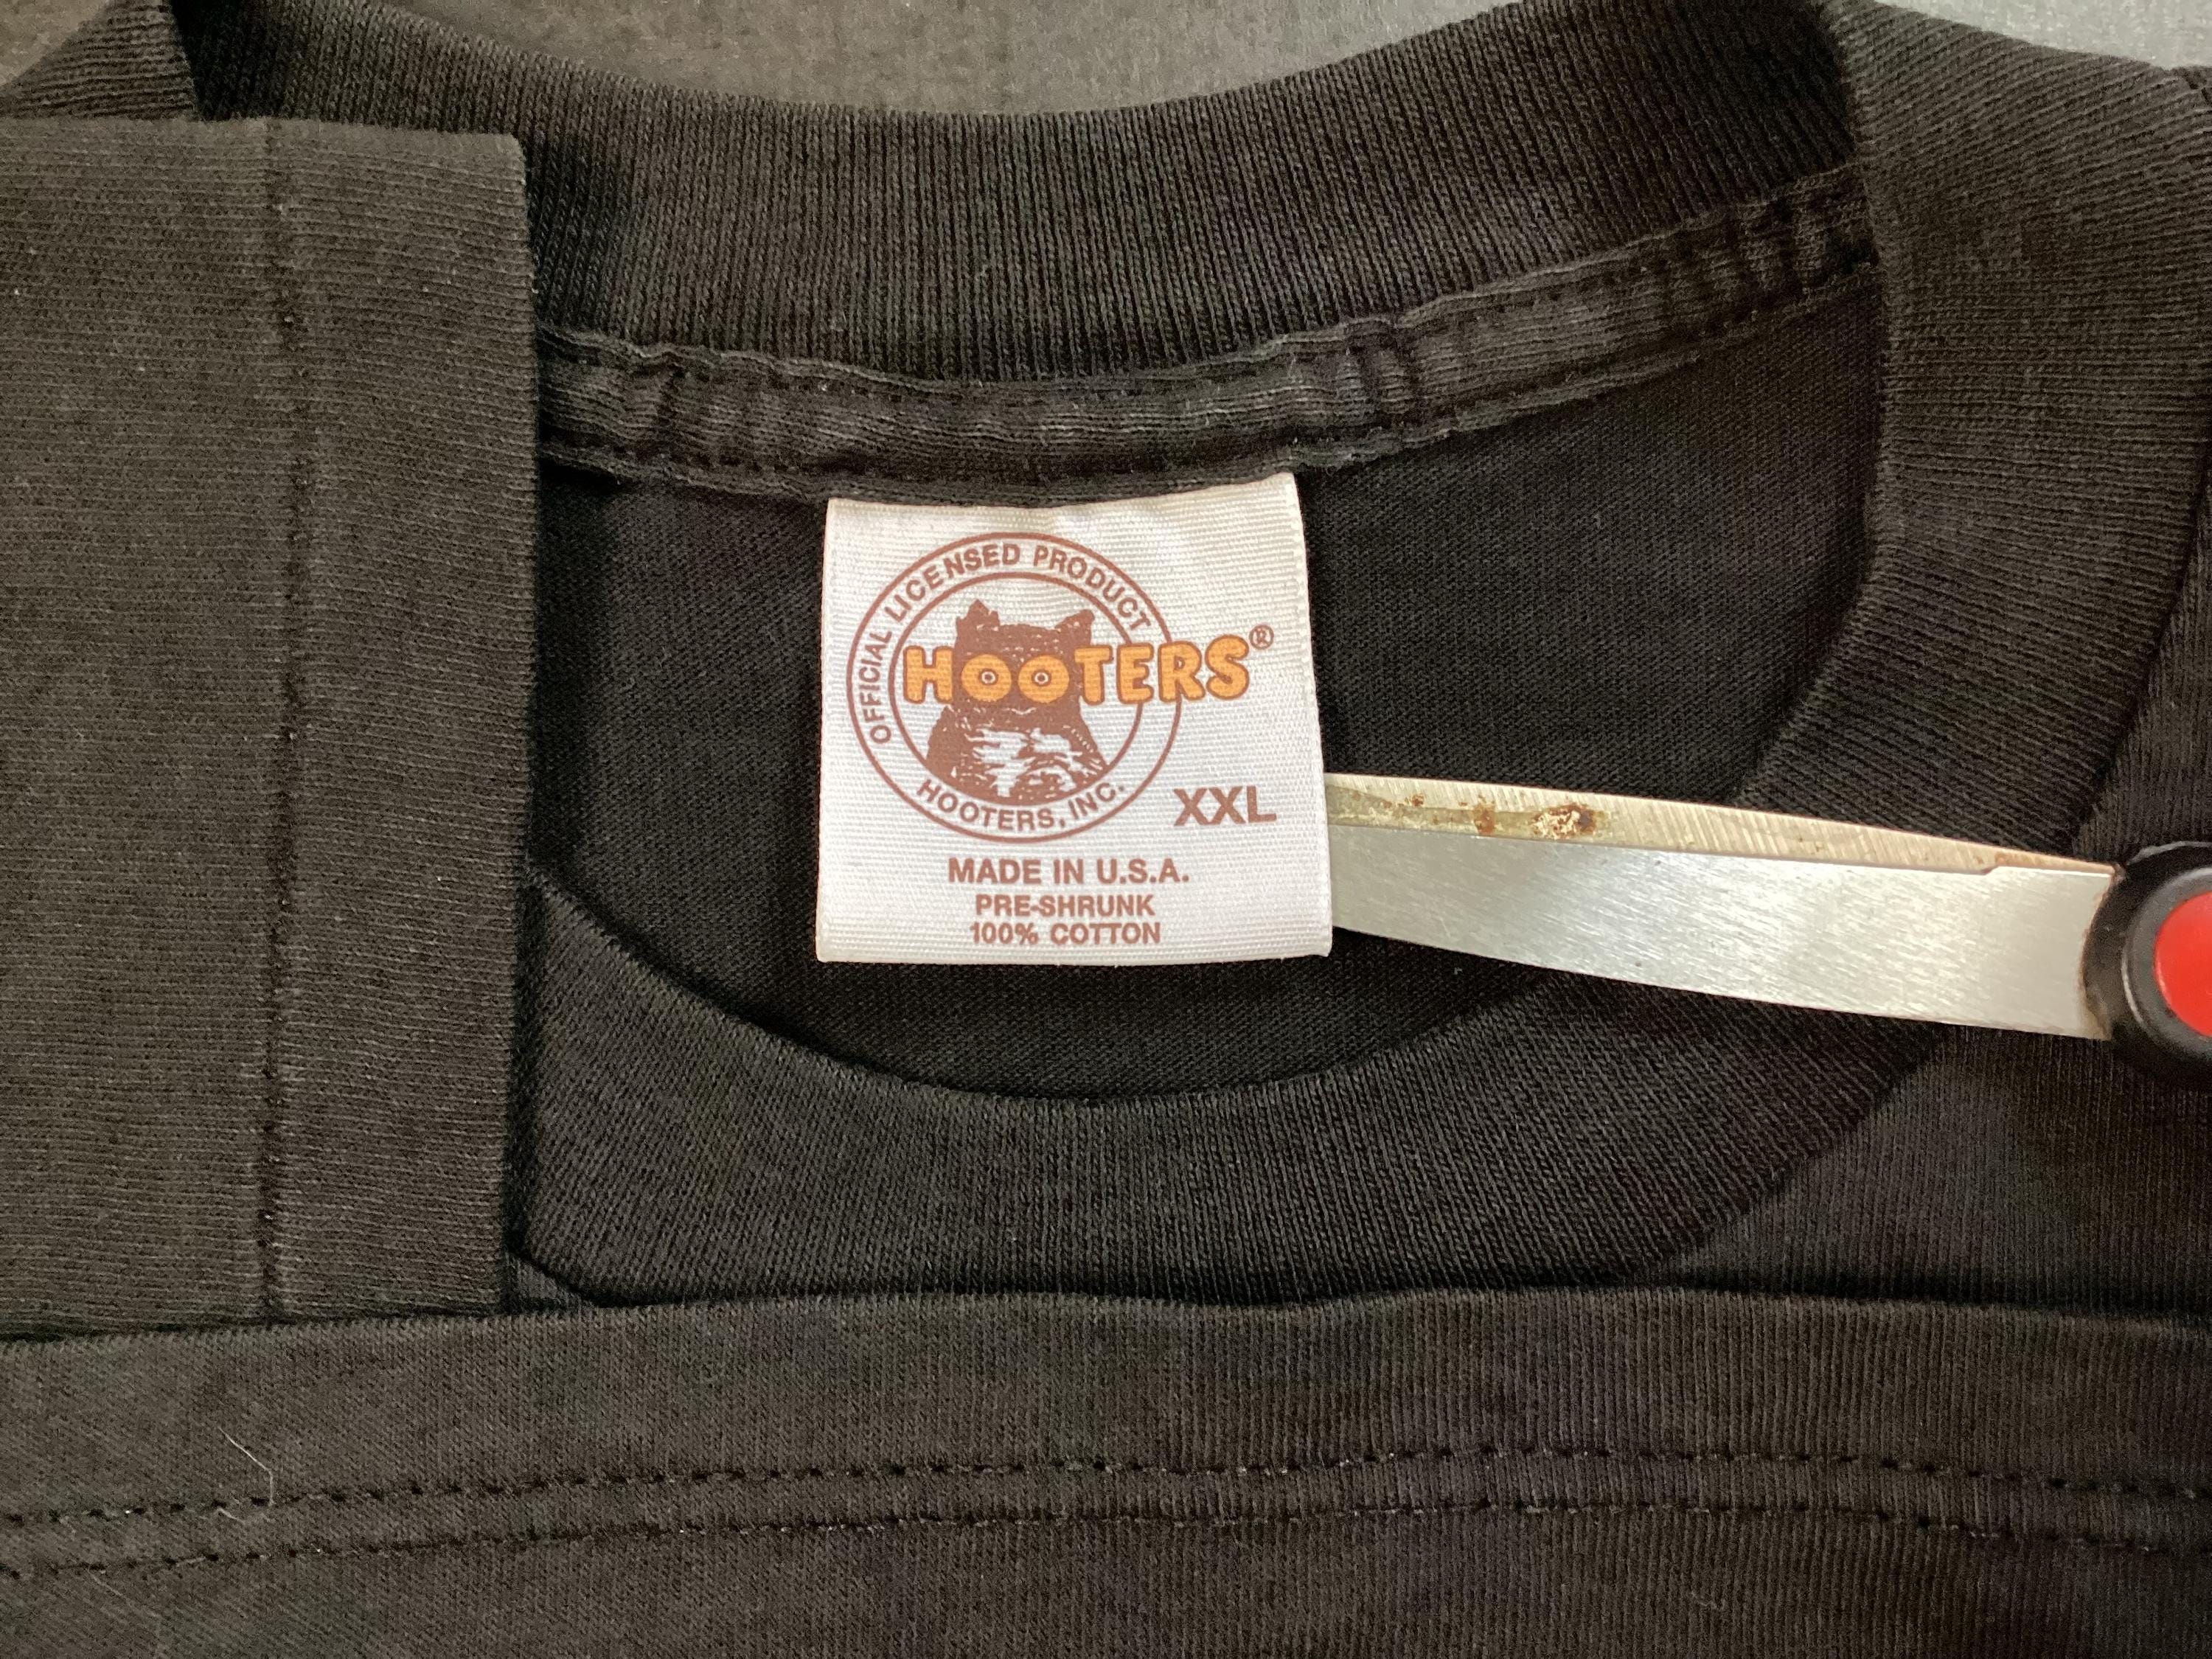 OFFICIAL LICENSED PRODUCT
HOOTERS®
HOOTERS, INC.
XXL
MADE IN U.S.A.
PRE-SHRUNK
100% COTTON